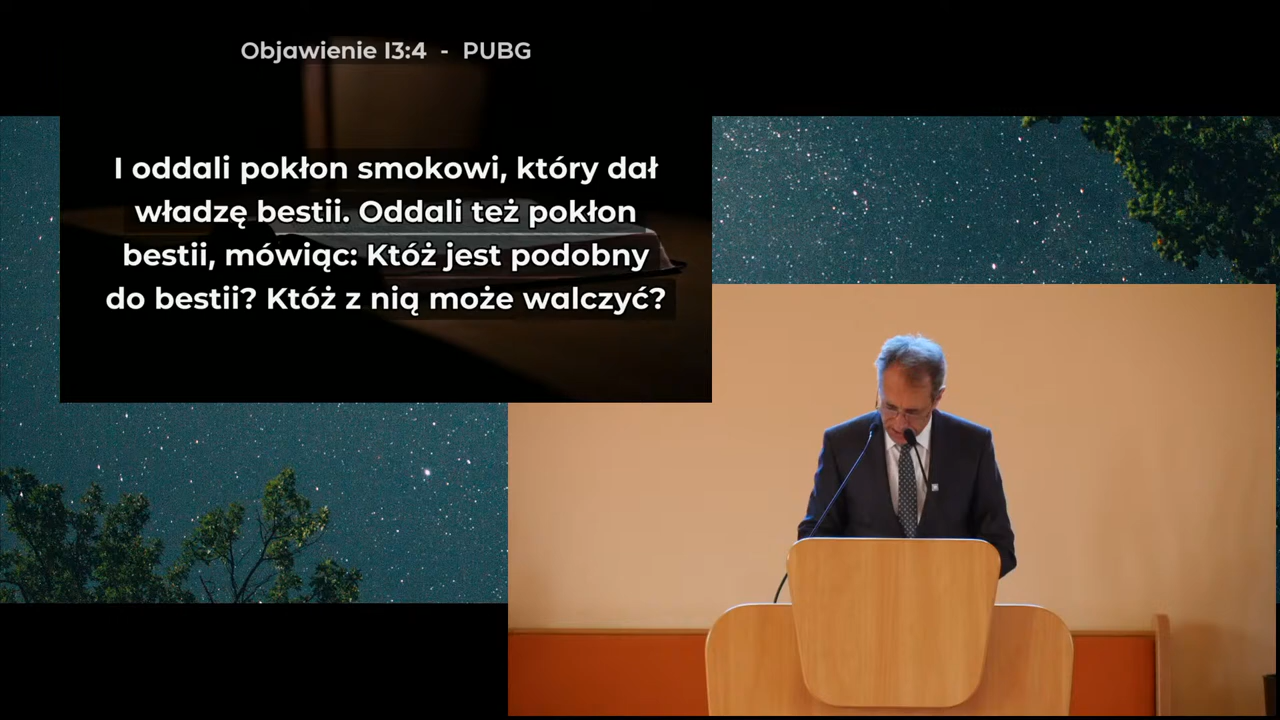 Objawienie 13:4 - PUBG
I oddali pokłon smokowi, który dał
władzę bestii. Oddali też pokłon
bestii, mówiąc: Któż jest podobny
do bestii? Któż z nią może walczyć?